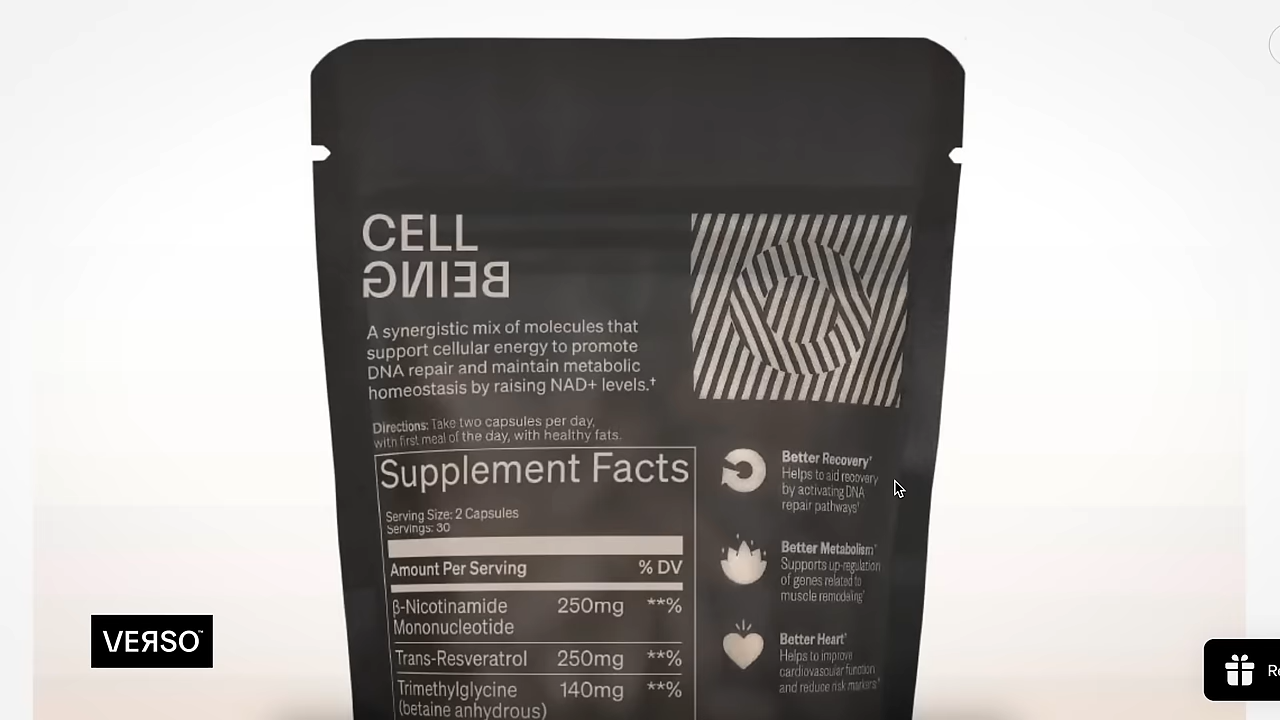 CELL
BEING
A synergistic mix of molecules that
support cellular energy to promote
DNA repair and maintain metabolic
homeostasis by raising NAD+ levels.†
Directions: Take two capsules per day,
with first meal of the day, with healthy fats.
Supplement Facts
Serving Size: 2 Capsules
Servings: 30
Amount Per Serving % DV
β-Nicotinamide 250mg **%
Mononucleotide
Trans-Resveratrol 250mg **%
Trimethylglycine 140mg **%
(betaine anhydrous)
Better Recovery†
Helps to aid recovery
by activating DNA
repair pathways†
Better Metabolism†
Supports up-regulation
of genes related to
muscle remodeling†
Better Heart†
Helps to improve
cardiovascular function
and reduce risk markers†
VERSO™